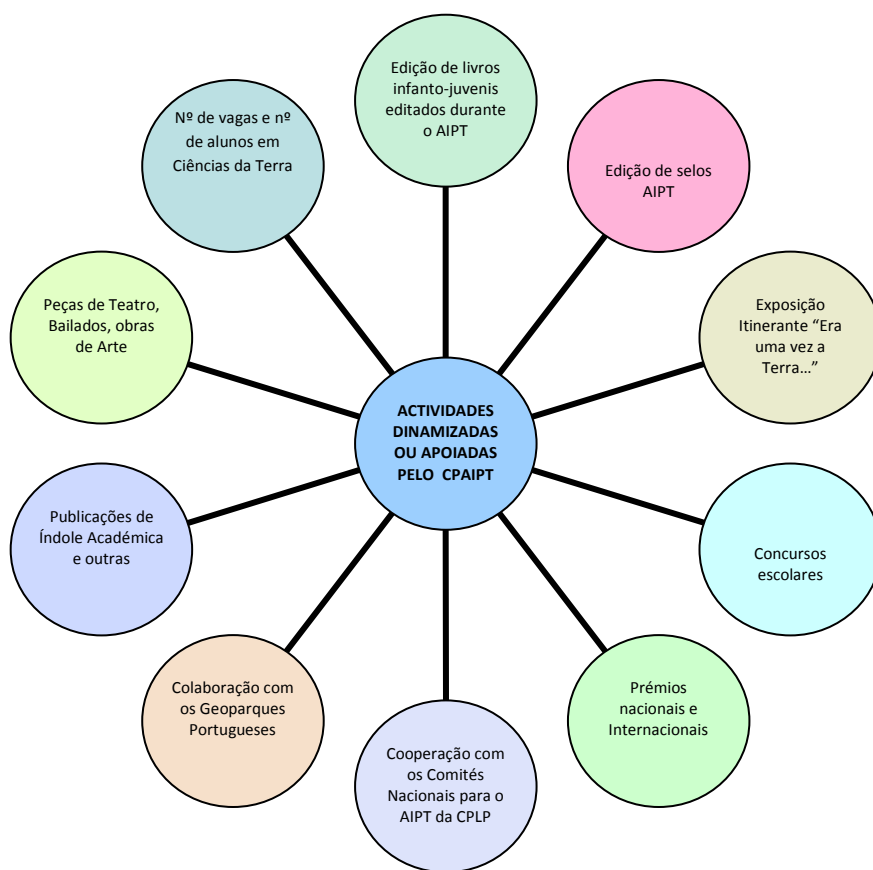 Edição de livros
infanto-juvenis
editados durante
o AIPT
Edição de selos
AIPT
Exposição
Itinerante “Era
uma vez a
Terra…”
Concursos
escolares
Prémios
nacionais e
Internacionais
Cooperação com
os Comités
Nacionais para o
AIPT da CPLP
Colaboração com
os Geoparques
Portugueses
Publicações de
Índole Académica
e outras
Peças de Teatro,
Bailados, obras
de Arte
Nº de vagas e nº
de alunos em
Ciências da Terra
ACTIVIDADES
DINAMIZADAS
OU APOIADAS
PELO CPAIPT